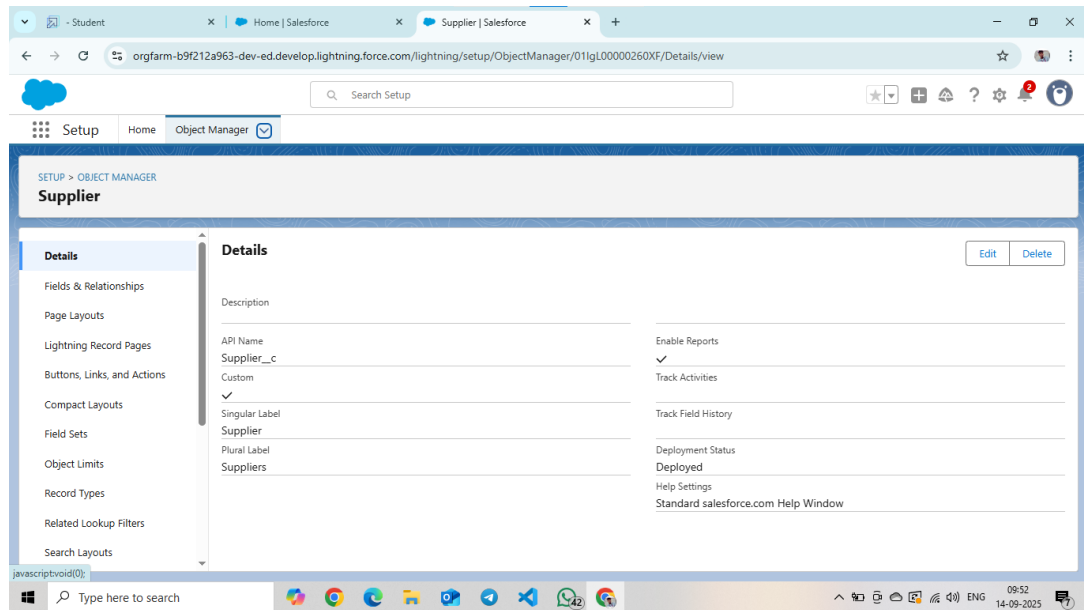 - Student
Home | Salesforce
Supplier | Salesforce
orgfarm-b9f212a963-dev-ed.develop.lightning.force.com/lightning/setup/ObjectManager/01IgL00000260XF/Details/view
Search Setup
2
Setup
Home
Object Manager
SETUP > OBJECT MANAGER
Supplier
Details
Fields & Relationships
Page Layouts
Lightning Record Pages
Buttons, Links, and Actions
Compact Layouts
Field Sets
Object Limits
Record Types
Related Lookup Filters
Search Layouts
Details
Edit
Delete
Description
API Name
Supplier__c
Custom
Singular Label
Supplier
Plural Label
Suppliers
Enable Reports
Track Activities
Track Field History
Deployment Status
Deployed
Help Settings
Standard salesforce.com Help Window
javascript:void(0);
Type here to search
42
ENG
09:52
14-09-2025
7